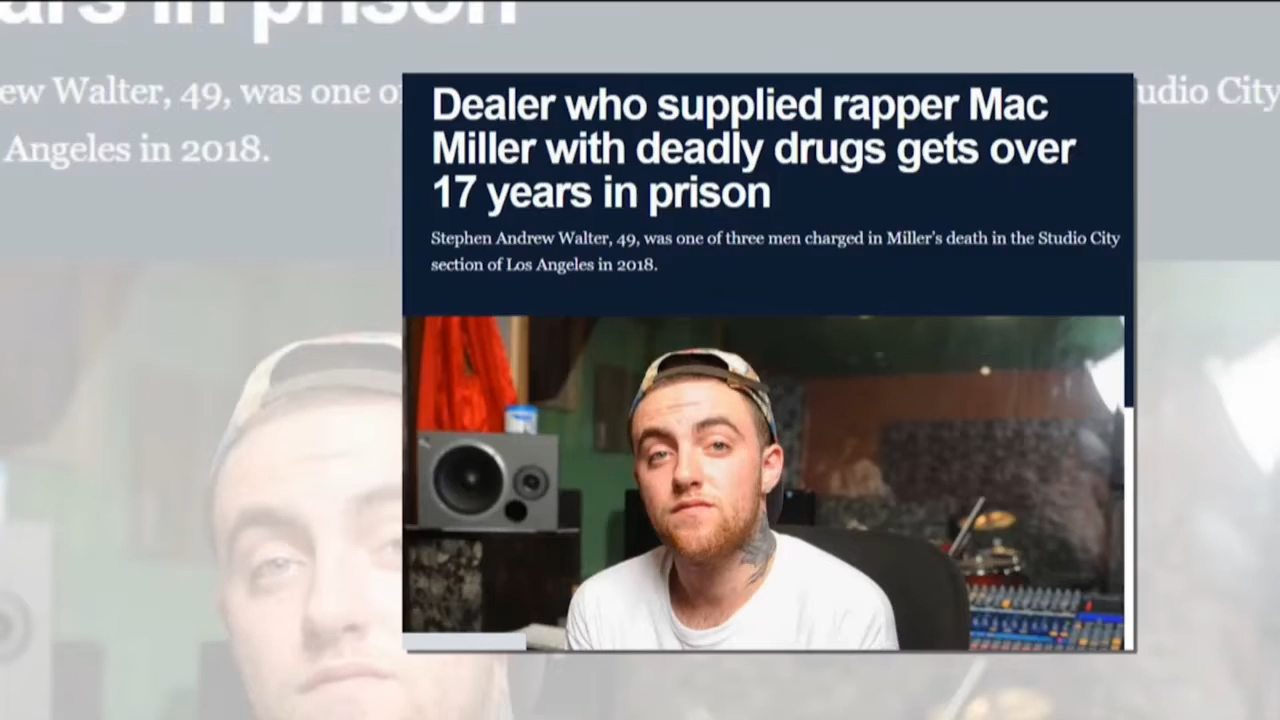 ars in prison
ew Walter, 49, was one o
udio City
Angeles in 2018.
Dealer who supplied rapper Mac
Miller with deadly drugs gets over
17 years in prison
Stephen Andrew Walter, 49, was one of three men charged in Miller's death in the Studio City
section of Los Angeles in 2018.